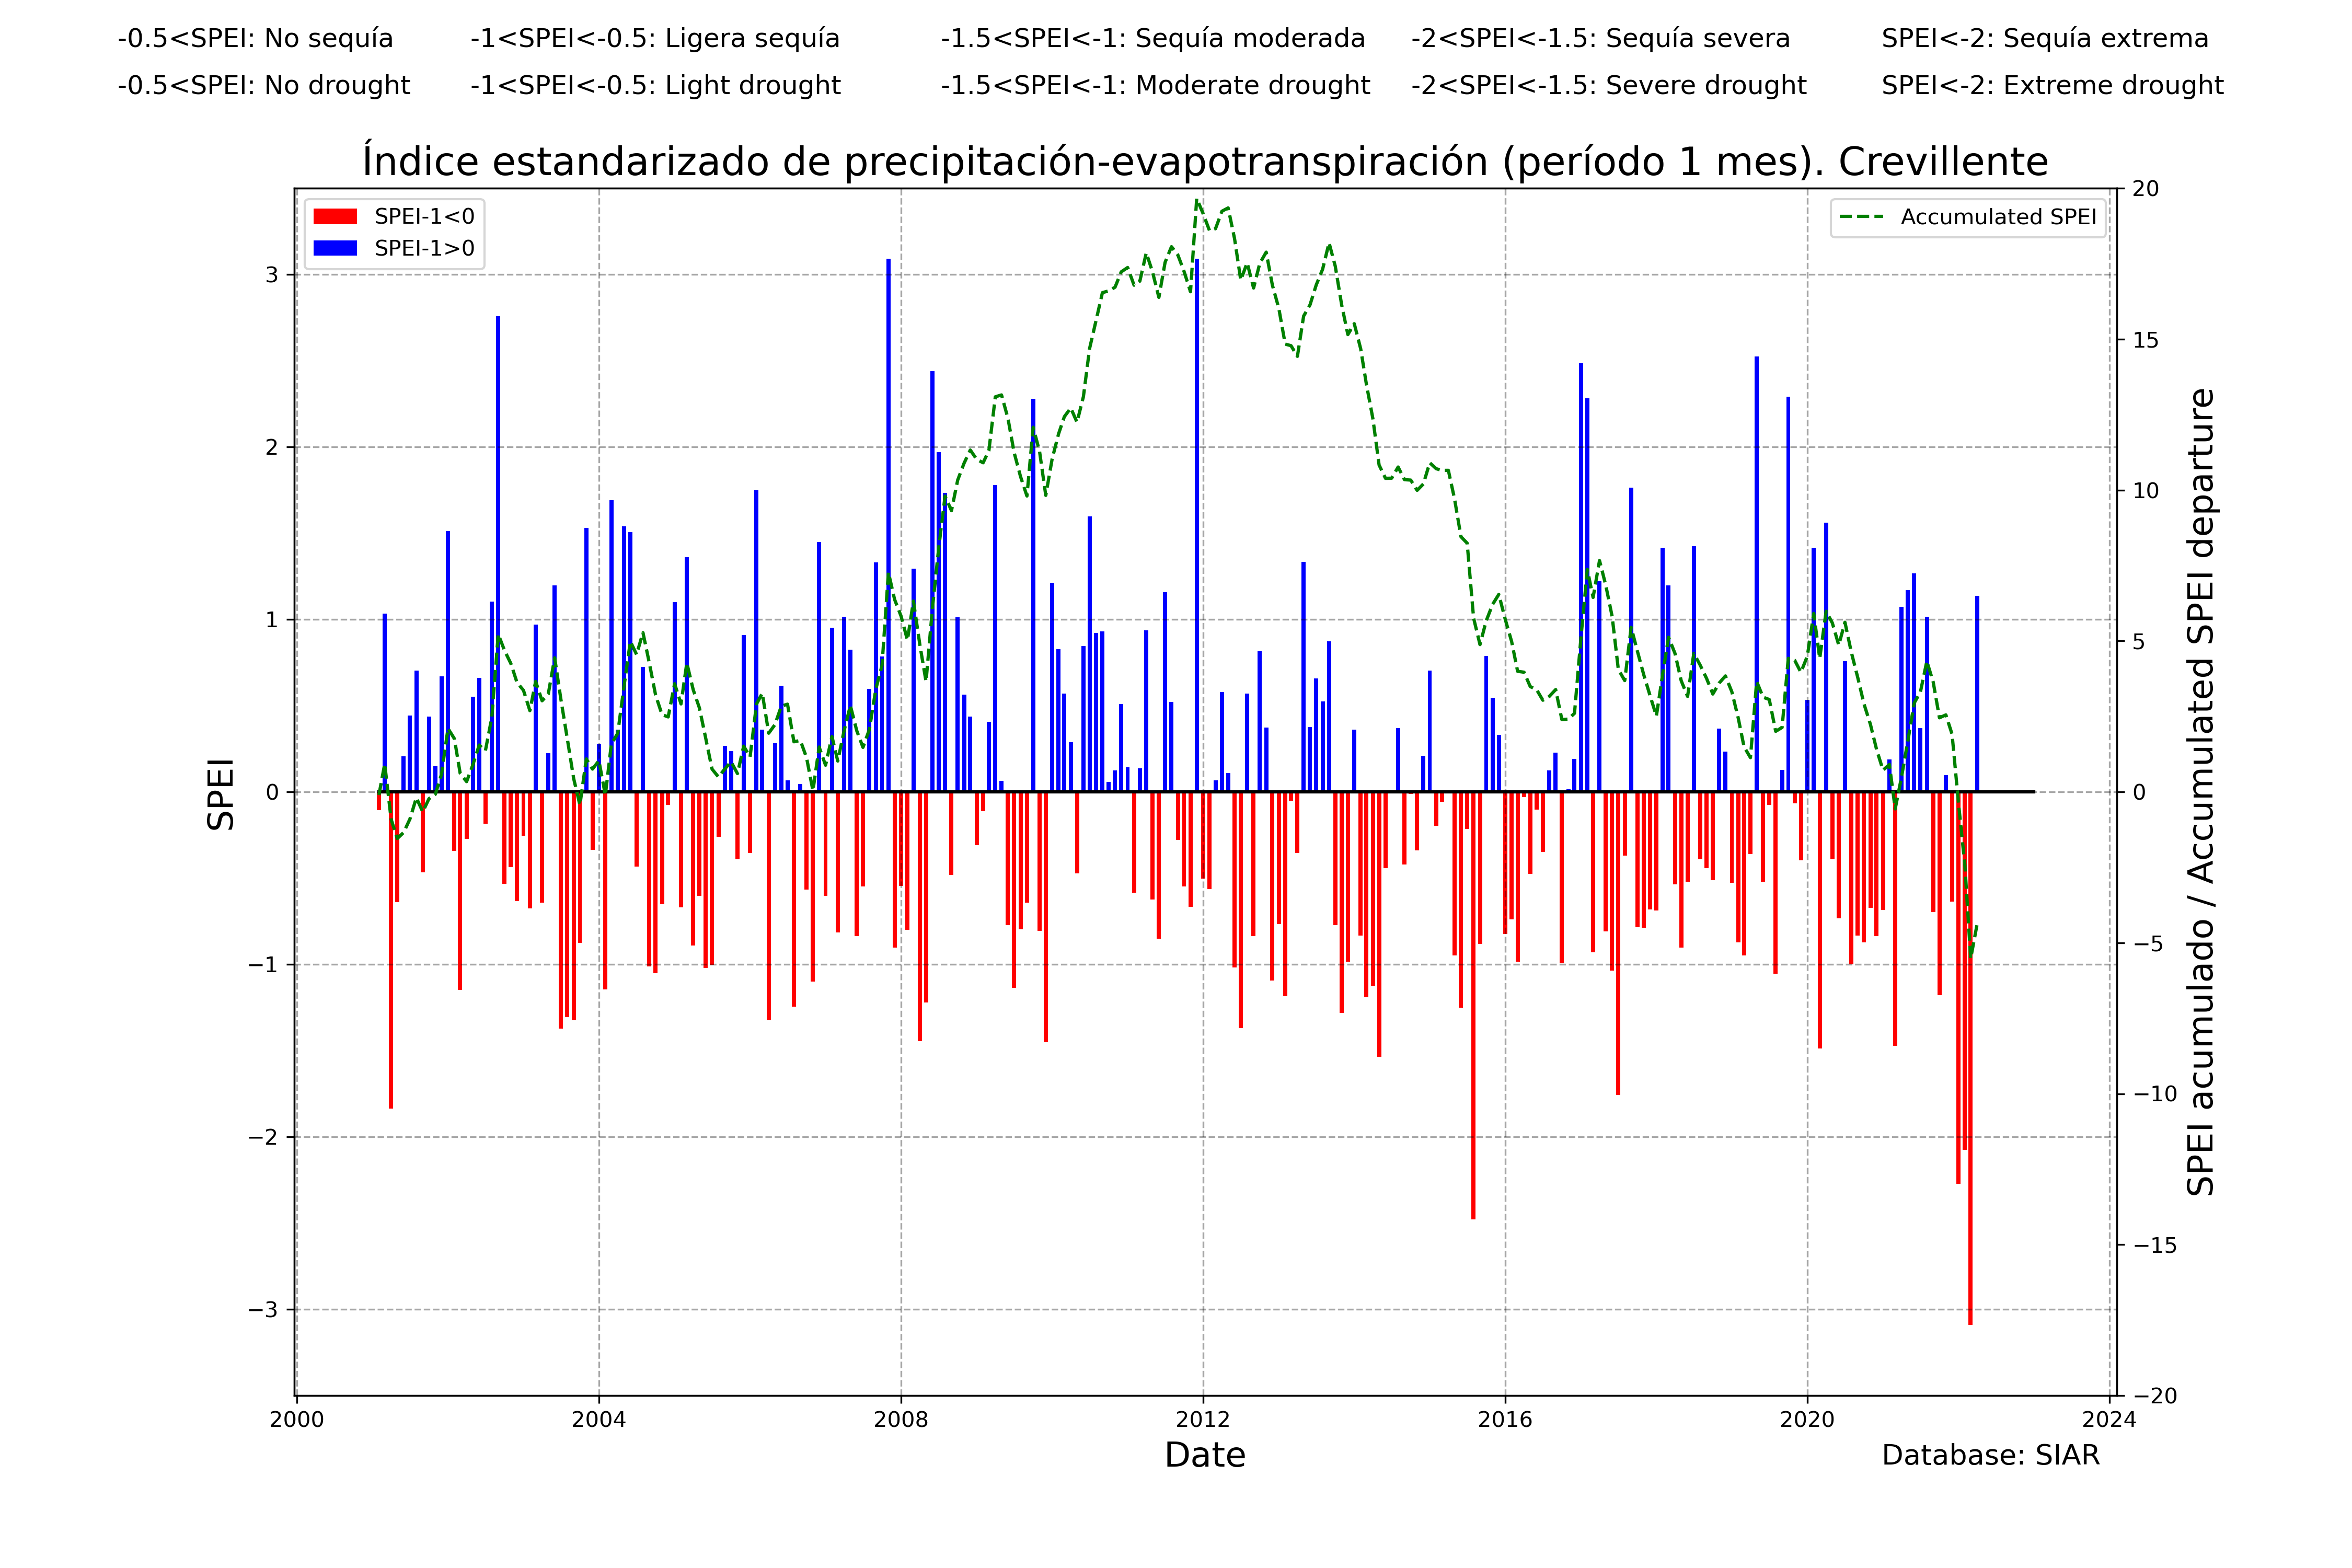 -0.5<SPEI: No sequía -1<SPEI<-0.5: Ligera sequía -1.5<SPEI<-1: Sequía moderada -2<SPEI<-1.5: Sequía severa SPEI<-2: Sequía extrema
-0.5<SPEI: No drought -1<SPEI<-0.5: Light drought -1.5<SPEI<-1: Moderate drought -2<SPEI<-1.5: Severe drought SPEI<-2: Extreme drought
Índice estandarizado de precipitación-evapotranspiración (período 1 mes). Crevillente
SPEI-1<0
SPEI-1>0
Accumulated SPEI
SPEI
3
2
1
0
−1
−2
−3
20
15
10
5
0
−5
−10
−15
−20
SPEI acumulado / Accumulated SPEI departure
2000 2004 2008 2012 2016 2020 2024
Date
Database: SIAR